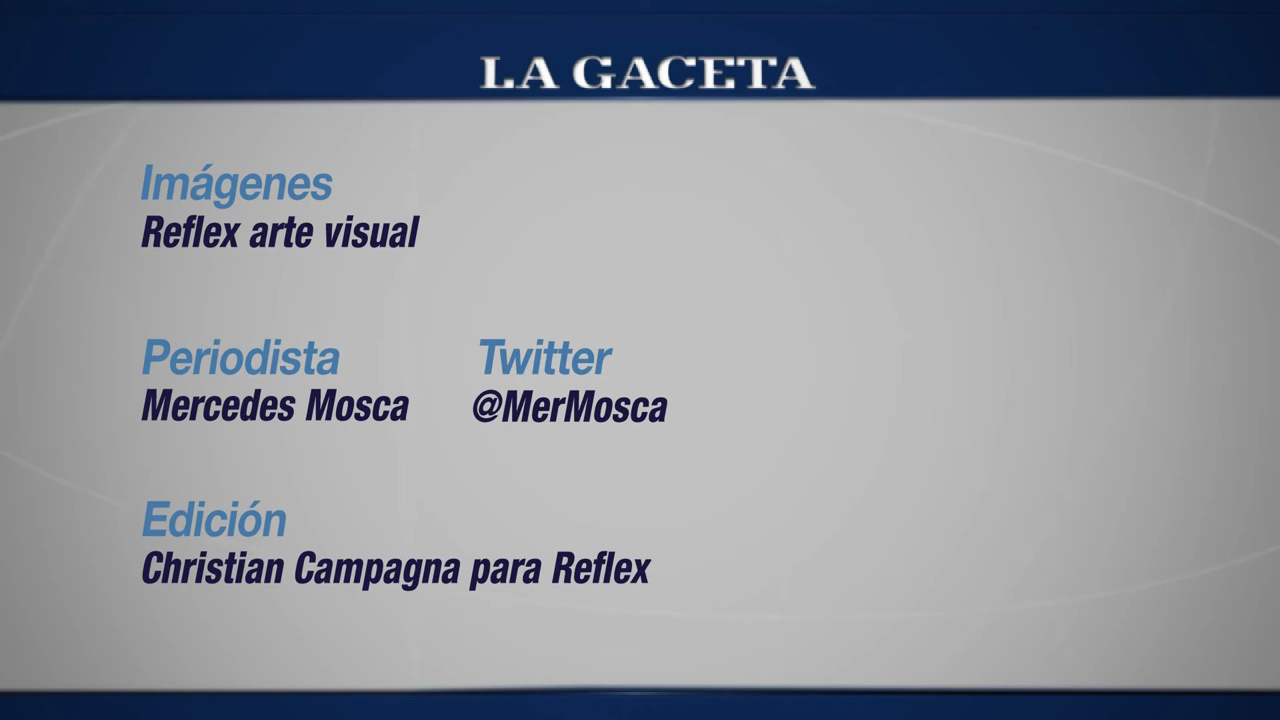 LA GACETA
Imágenes
Reflex arte visual
Periodista
Mercedes Mosca
Twitter
@MerMosca
Edición
Christian Campagna para Reflex